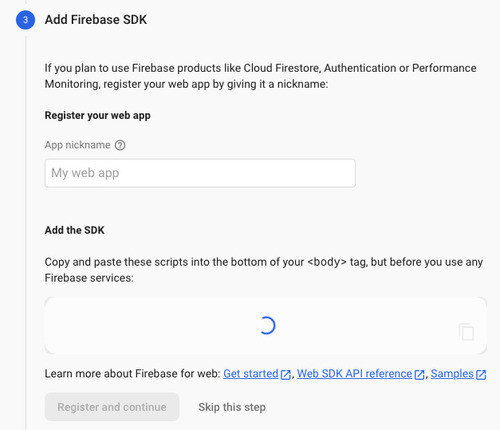 3 Add Firebase SDK
If you plan to use Firebase products like Cloud Firestore, Authentication or Performance
Monitoring, register your web app by giving it a nickname:
Register your web app
App nickname
My web app
Add the SDK
Copy and paste these scripts into the bottom of your <body> tag, but before you use any
Firebase services:
Learn more about Firebase for web: Get started, Web SDK API reference, Samples
Register and continue Skip this step